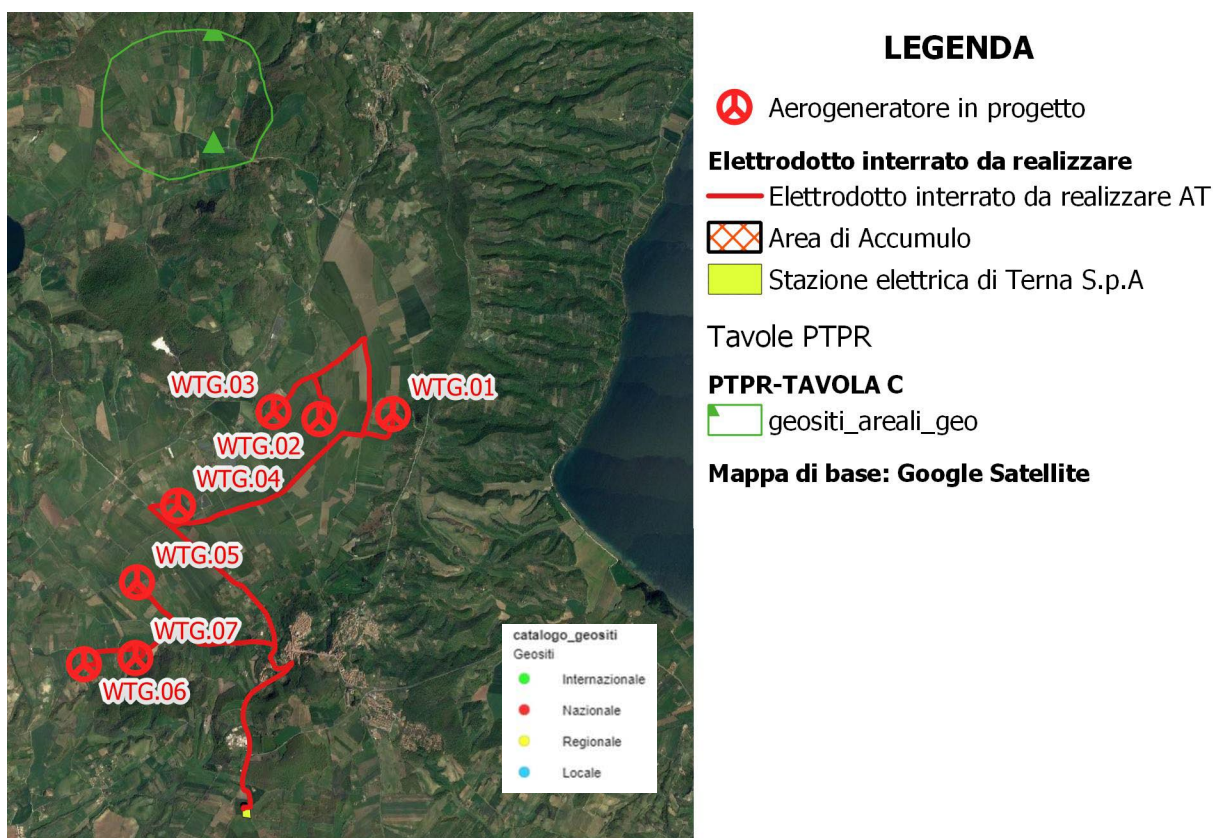 WTG.03
WTG.01
WTG.02
WTG.04
WTG.05
WTG.07
WTG.06
catalogo_geositi
Geositi
Internazionale
Nazionale
Regionale
Locale
LEGENDA
Aerogeneratore in progetto
Elettrodotto interrato da realizzare
Elettrodotto interrato da realizzare AT
Area di Accumulo
Stazione elettrica di Terna S.p.A
Tavole PTPR
PTPR-TAVOLA C
geositi_areali_geo
Mappa di base: Google Satellite